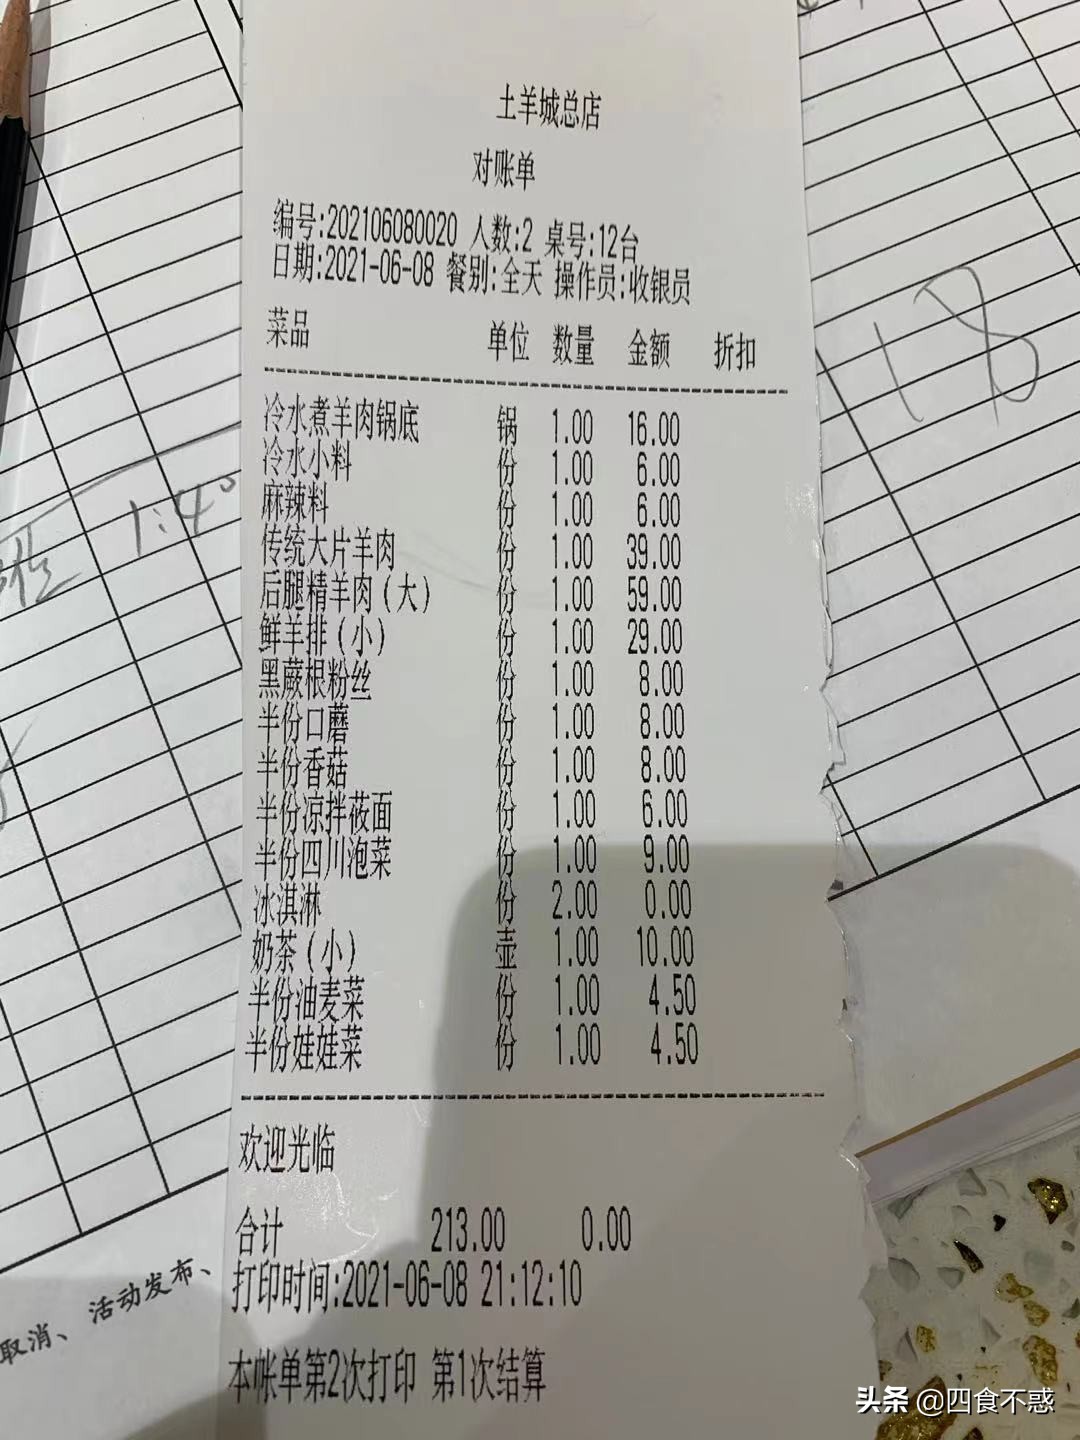 土羊城总店
对账单
编号:202106080020 人数:2 桌号:12台
日期:2021-06-08 餐别:全天 操作员:收银员
菜品 单位 数量 金额 折扣
冷水煮羊肉锅底 锅 1.00 16.00
冷水小料 份 1.00 6.00
麻辣料 份 1.00 6.00
传统大片羊肉 份 1.00 39.00
后腿精羊肉(大) 份 1.00 59.00
鲜羊排(小) 份 1.00 29.00
黑蕨根粉丝 份 1.00 8.00
半份口蘑 份 1.00 8.00
半份香菇 份 1.00 8.00
半份凉拌莜面 份 1.00 6.00
半份四川泡菜 份 1.00 9.00
冰淇淋 份 2.00 0.00
奶茶(小) 壶 1.00 10.00
半份油麦菜 份 1.00 4.50
半份娃娃菜 份 1.00 4.50
欢迎光临
合计 213.00 0.00
打印时间:2021-06-08 21:12:10
本帐单第2次打印 第1次结算
18
1:4°
取消、活动发布、
头条 @四食不惑